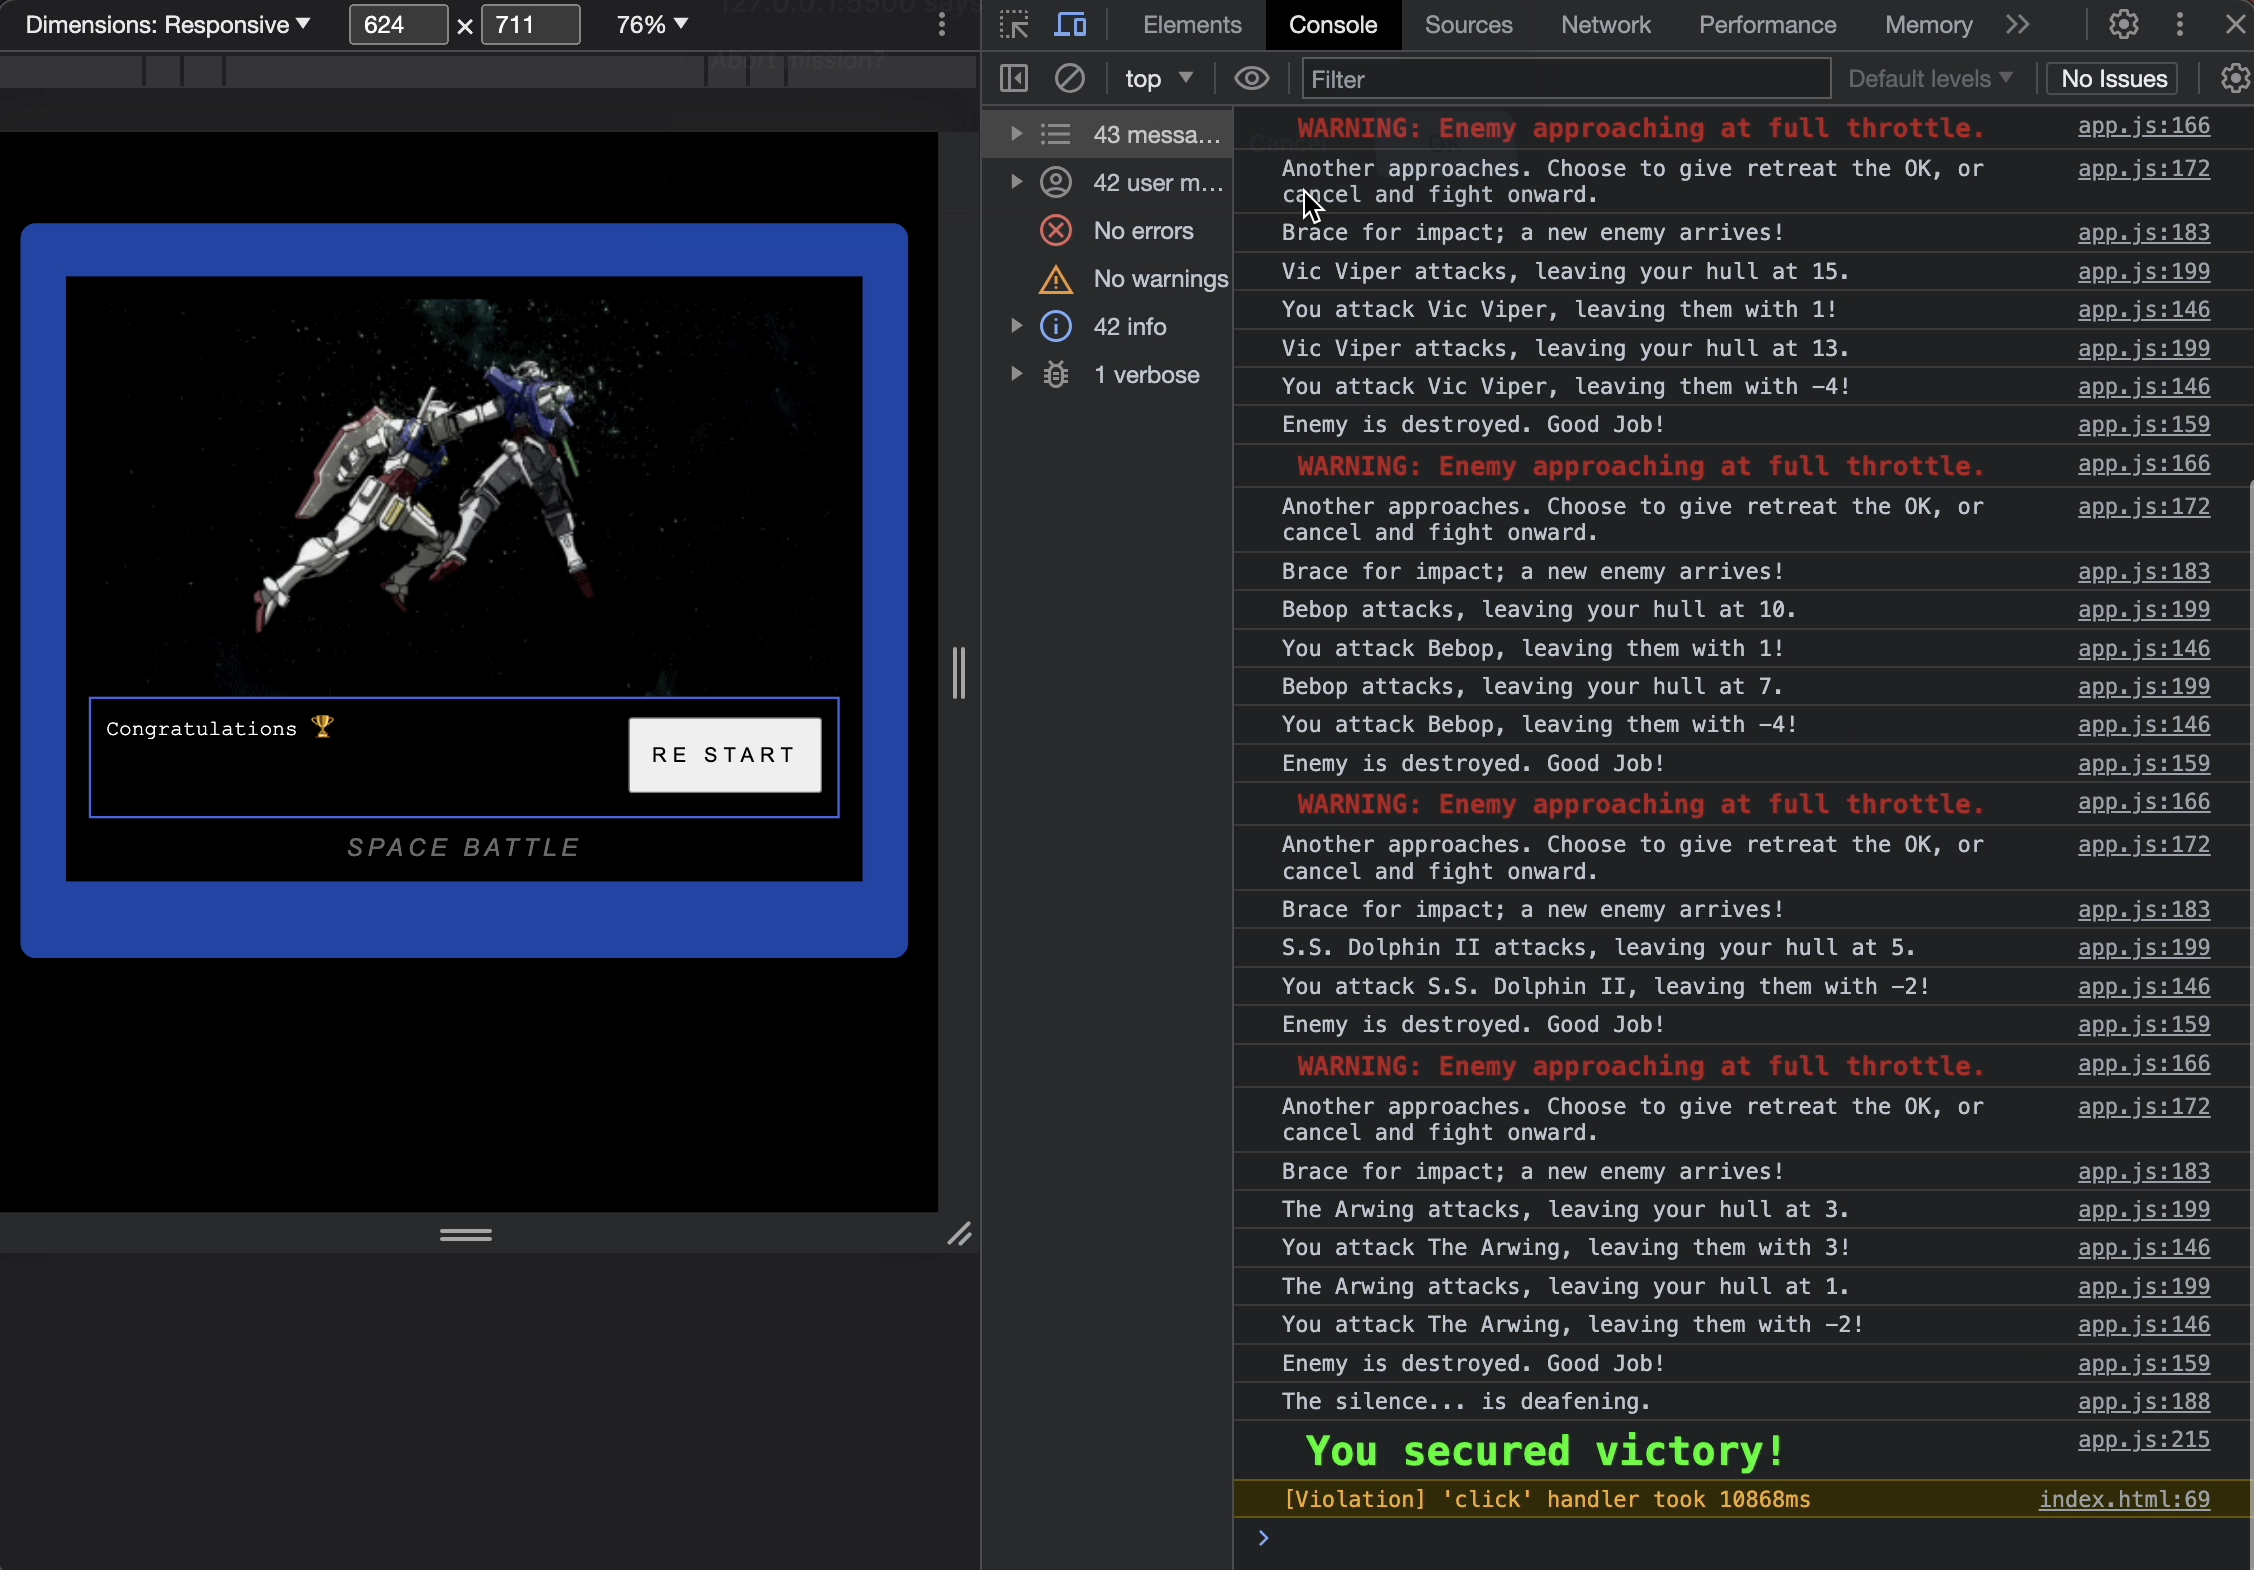 Dimensions: Responsive 624 × 711 76%
Elements Console Sources Network Performance Memory
127.0.0.1:5500 says
Abort mission?
top Filter Default levels No Issues
43 messa...
42 user m...
No errors
No warnings
42 info
1 verbose
Cancel
WARNING: Enemy approaching at full throttle. app.js:166
Another approaches. Choose to give retreat the OK, or app.js:172
cancel and fight onward.
Brace for impact; a new enemy arrives! app.js:183
Vic Viper attacks, leaving your hull at 15. app.js:199
You attack Vic Viper, leaving them with 1! app.js:146
Vic Viper attacks, leaving your hull at 13. app.js:199
You attack Vic Viper, leaving them with -4! app.js:146
Enemy is destroyed. Good Job! app.js:159
WARNING: Enemy approaching at full throttle. app.js:166
Another approaches. Choose to give retreat the OK, or app.js:172
cancel and fight onward.
Brace for impact; a new enemy arrives! app.js:183
Bebop attacks, leaving your hull at 10. app.js:199
You attack Bebop, leaving them with 1! app.js:146
Bebop attacks, leaving your hull at 7. app.js:199
You attack Bebop, leaving them with -4! app.js:146
Enemy is destroyed. Good Job! app.js:159
WARNING: Enemy approaching at full throttle. app.js:166
Another approaches. Choose to give retreat the OK, or app.js:172
cancel and fight onward.
Brace for impact; a new enemy arrives! app.js:183
S.S. Dolphin II attacks, leaving your hull at 5. app.js:199
You attack S.S. Dolphin II, leaving them with -2! app.js:146
Enemy is destroyed. Good Job! app.js:159
WARNING: Enemy approaching at full throttle. app.js:166
Another approaches. Choose to give retreat the OK, or app.js:172
cancel and fight onward.
Brace for impact; a new enemy arrives! app.js:183
The Arwing attacks, leaving your hull at 3. app.js:199
You attack The Arwing, leaving them with 3! app.js:146
The Arwing attacks, leaving your hull at 1. app.js:199
You attack The Arwing, leaving them with -2! app.js:146
Enemy is destroyed. Good Job! app.js:159
The silence... is deafening. app.js:188
You secured victory! app.js:215
[Violation] 'click' handler took 10868ms index.html:69
Congratulations 🏆
RE START
SPACE BATTLE